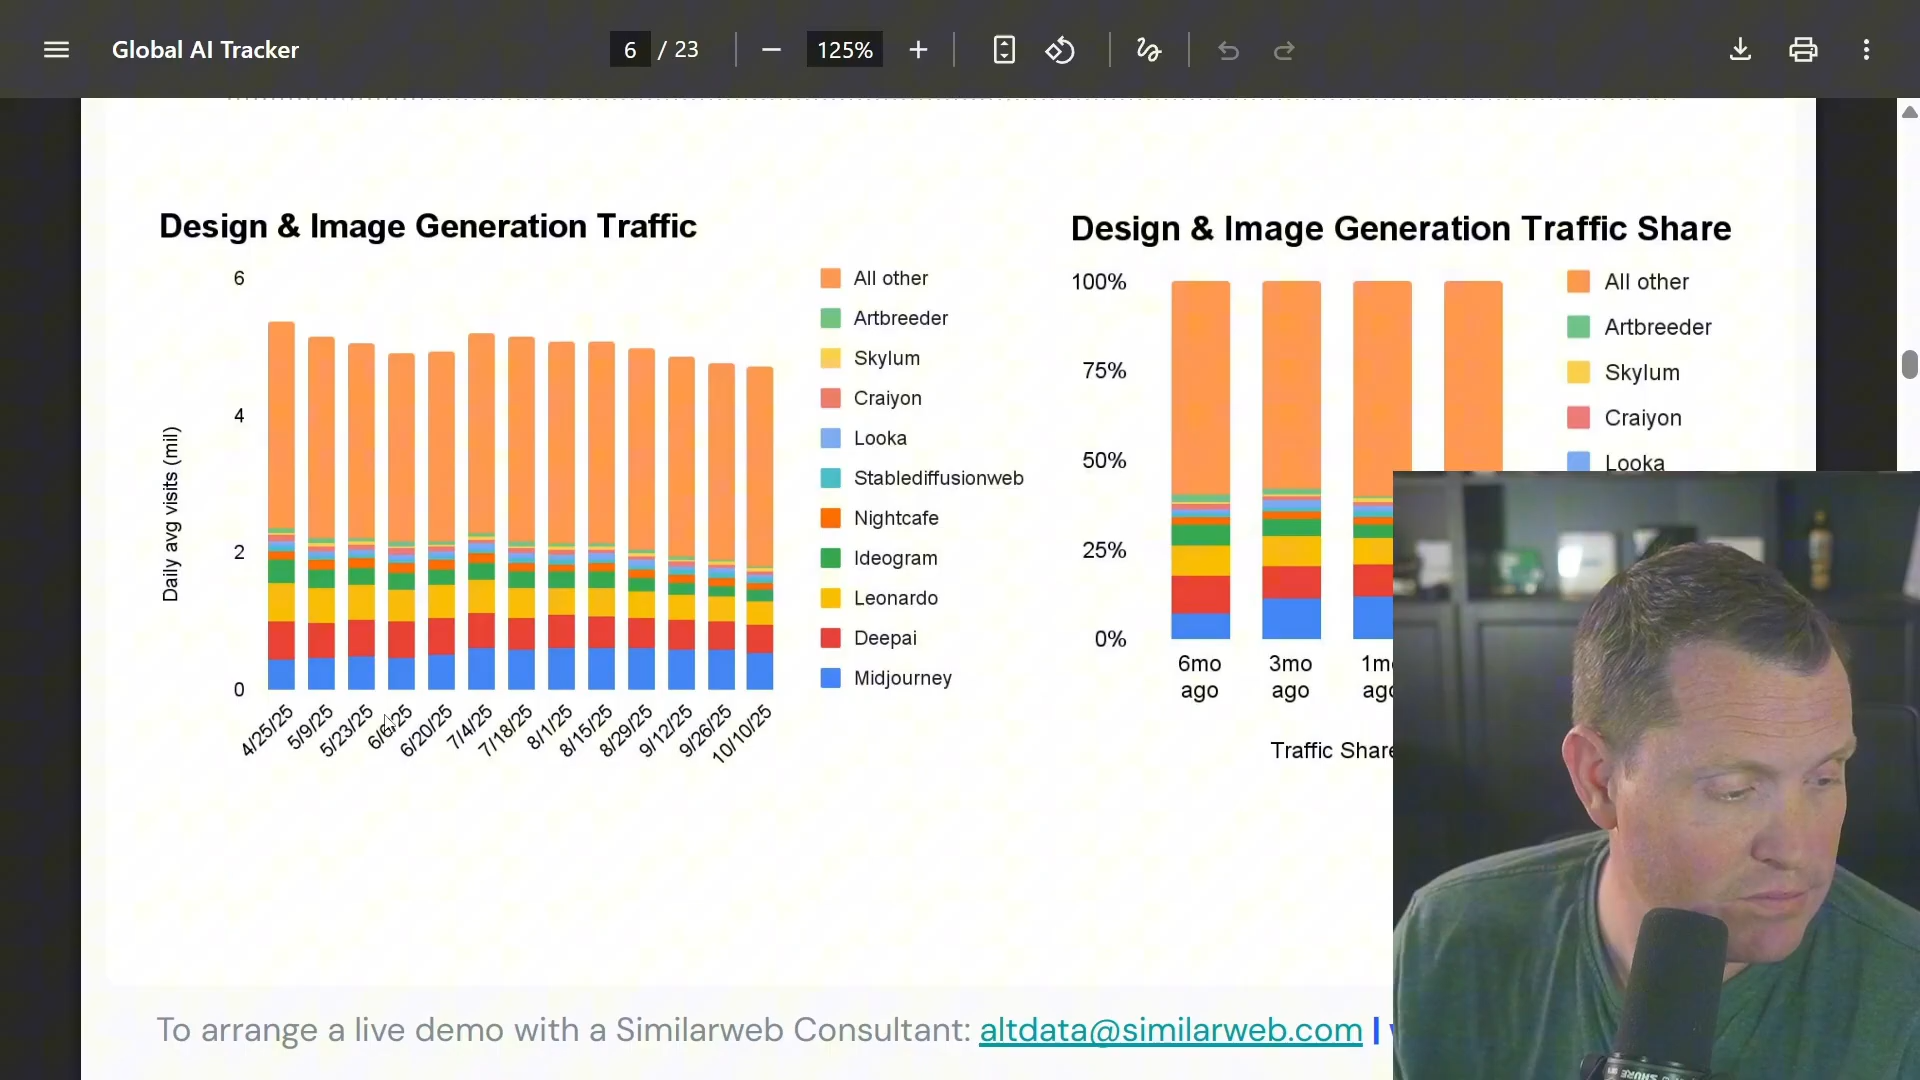 Global AI Tracker
6 / 23
125%
Design & Image Generation Traffic
6
4
2
0
Daily avg visits (mil)
4/25/25
5/9/25
5/23/25
6/6/25
6/20/25
7/4/25
7/18/25
8/1/25
8/15/25
8/29/25
9/12/25
9/26/25
10/10/25
All other
Artbreeder
Skylum
Craiyon
Looka
Stablediffusionweb
Nightcafe
Ideogram
Leonardo
Deepai
Midjourney
Design & Image Generation Traffic Share
100%
75%
50%
25%
0%
6mo ago
3mo ago
Traffic Share
All other
Artbreeder
Skylum
Craiyon
Looka
To arrange a live demo with a Similarweb Consultant: altdata@similarweb.com |
SHURE